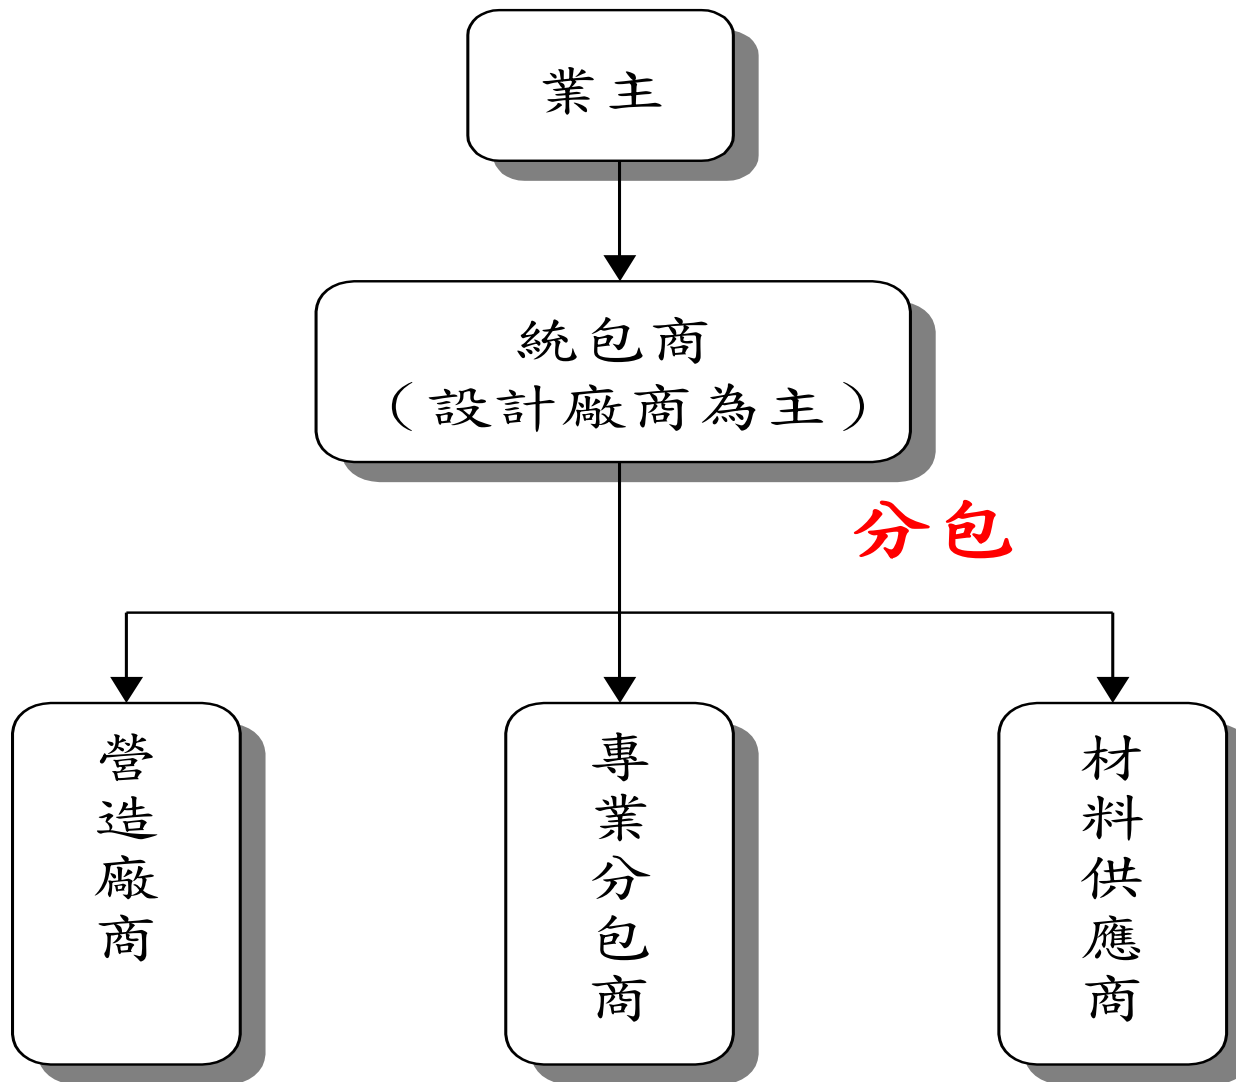 業主
統包商
（設計廠商為主）
分包
營造廠商
專業分包商
材料供應商